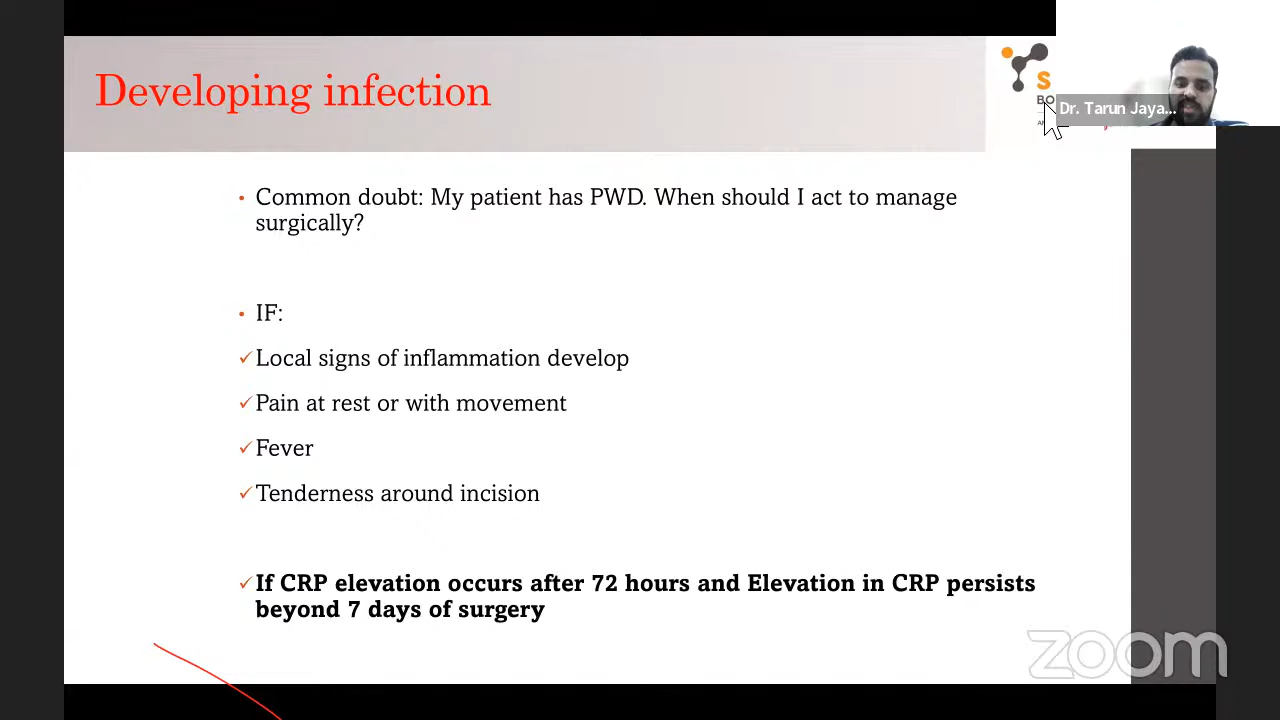 Developing infection
S
BO
Dr. Tarun Jaya...
• Common doubt: My patient has PWD. When should I act to manage
surgically?
• IF:
✓Local signs of inflammation develop
✓Pain at rest or with movement
✓Fever
✓Tenderness around incision
✓If CRP elevation occurs after 72 hours and Elevation in CRP persists
beyond 7 days of surgery
zoom